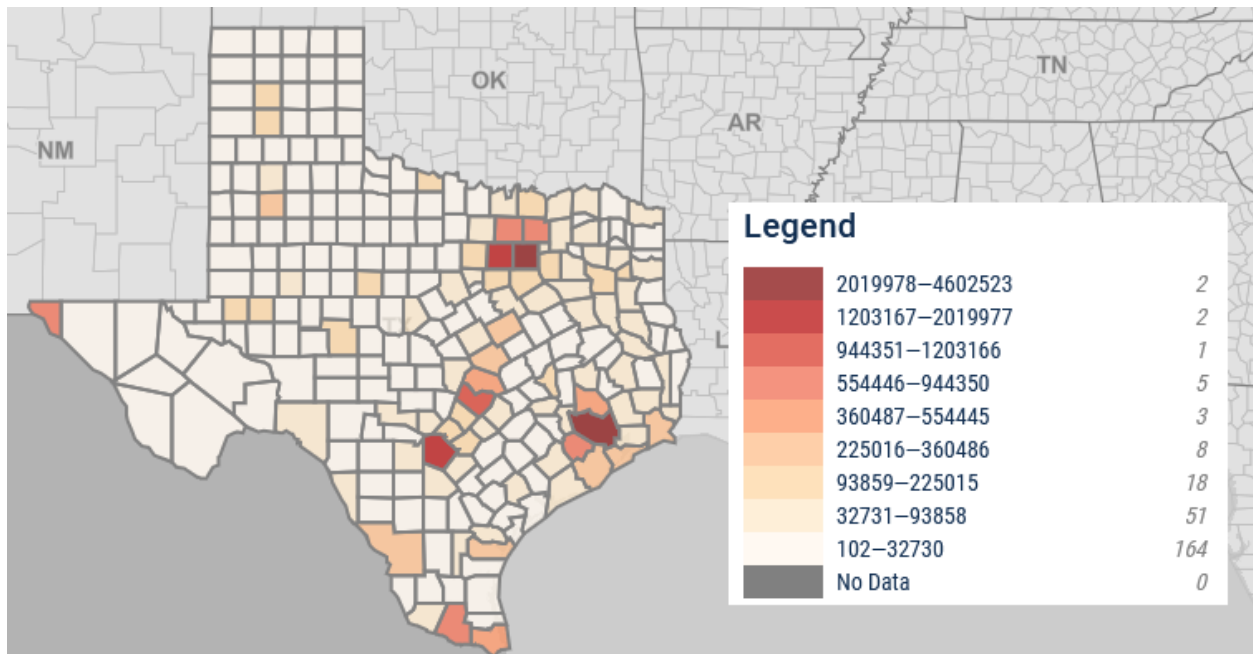 OK
TN
AR
NM
Legend
2019978—4602523 2
1203167—2019977 2
944351—1203166 1
554446—944350 5
360487—554445 3
225016—360486 8
93859—225015 18
32731—93858 51
102—32730 164
No Data 0
TX
L